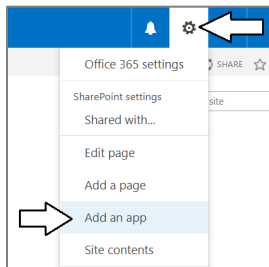 Office 365 settings
SHARE
SharePoint settings
site
Shared with...
Edit page
Add a page
Add an app
Site contents